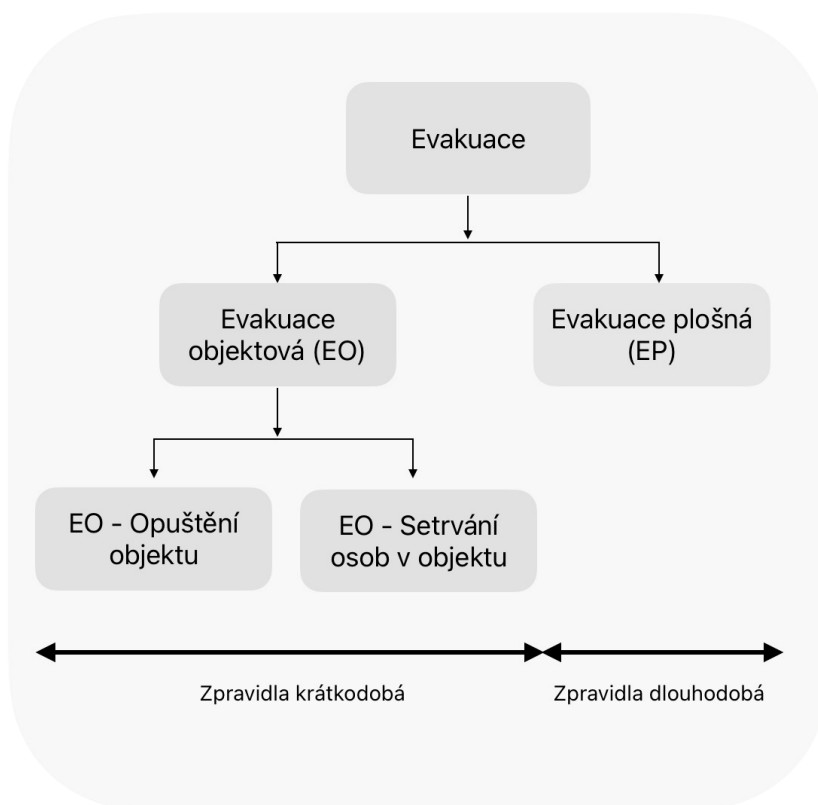 Evakuace
Evakuace
objektová (EO)
Evakuace plošná
(EP)
EO - Opuštění
objektu
EO - Setrvání
osob v objektu
Zpravidla krátkodobá
Zpravidla dlouhodobá